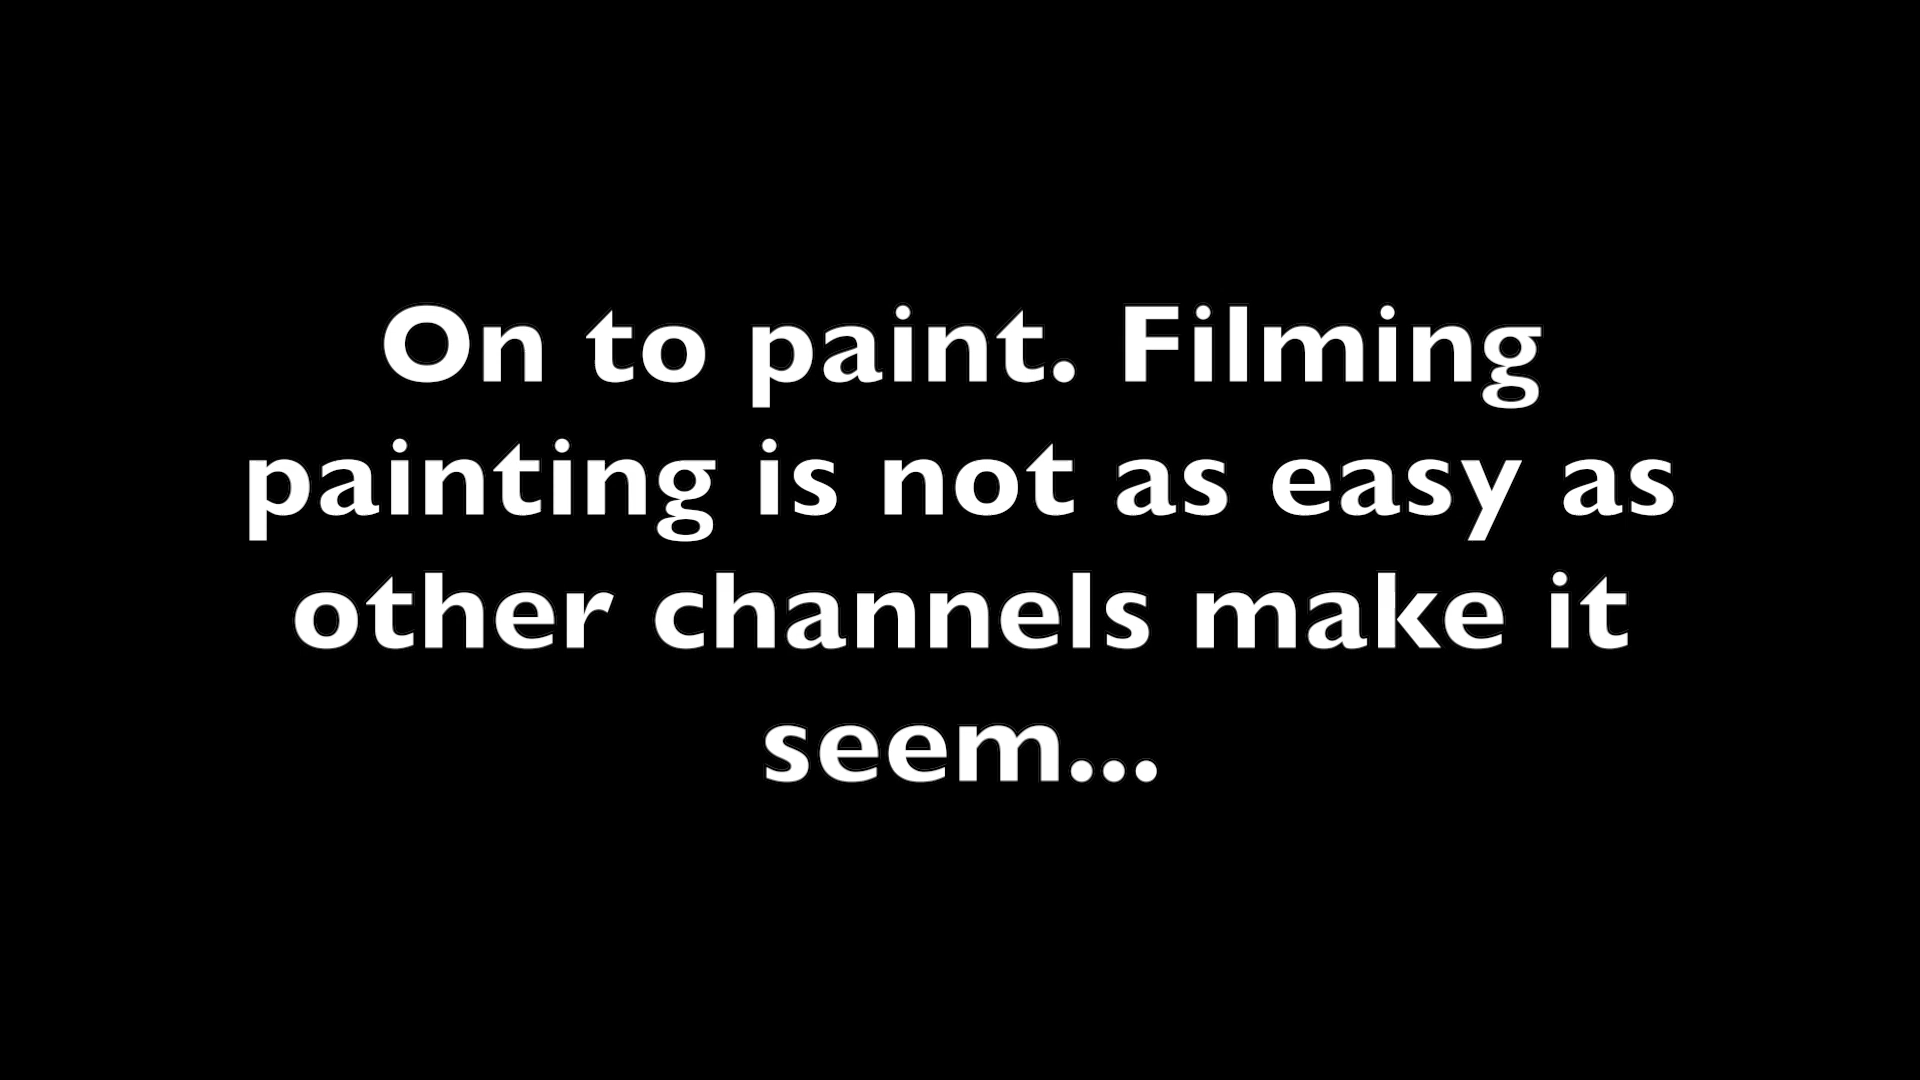 On to paint. Filming
painting is not as easy as
other channels make it
seem...